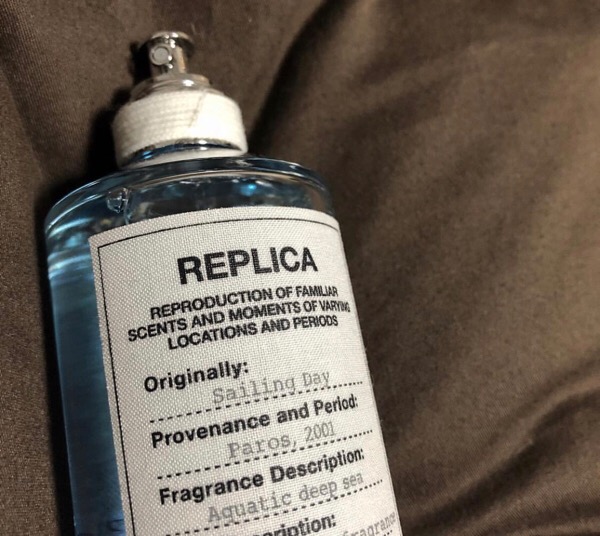 REPLICA
REPRODUCTION OF FAMILIAR
SCENTS AND MOMENTS OF VARYING
LOCATIONS AND PERIODS
Originally:
Sailing Day
Provenance and Period:
Paros, 2001
Fragrance Description:
Aquatic deep sea